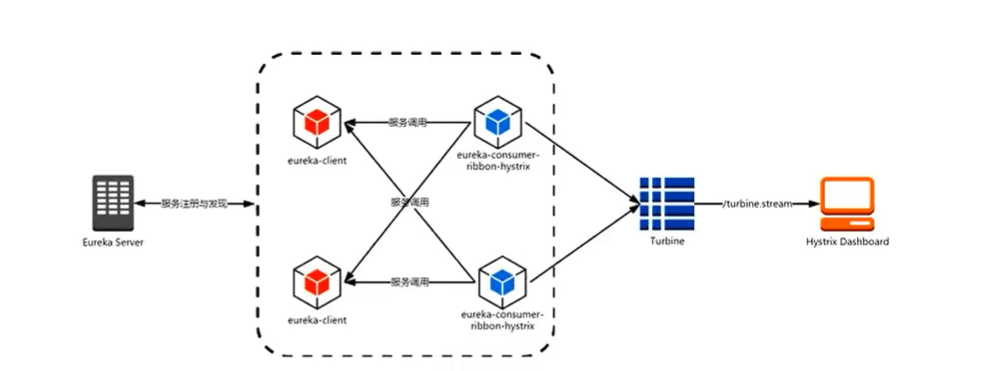 服务调用
eureka-client
eureka-consumer-
ribbon-hystrix
服务注册与发现
服务调用
/turbine.stream
Eureka Server
Turbine
Hystrix Dashboard
服务调用
eureka-client
eureka-consumer-
ribbon-hystrix